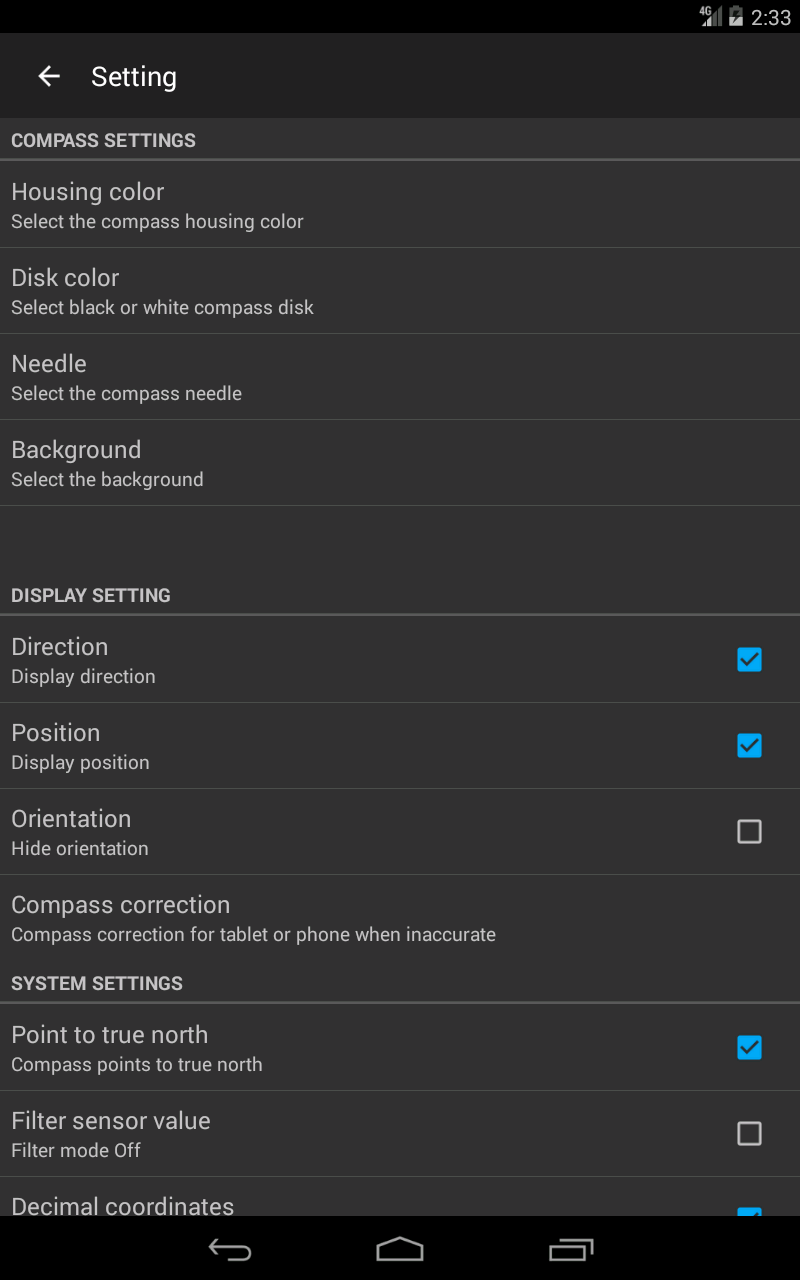 4G 2:33
Setting
COMPASS SETTINGS
Housing color
Select the compass housing color
Disk color
Select black or white compass disk
Needle
Select the compass needle
Background
Select the background
DISPLAY SETTING
Direction
Display direction
Position
Display position
Orientation
Hide orientation
Compass correction
Compass correction for tablet or phone when inaccurate
SYSTEM SETTINGS
Point to true north
Compass points to true north
Filter sensor value
Filter mode Off
Decimal coordinates